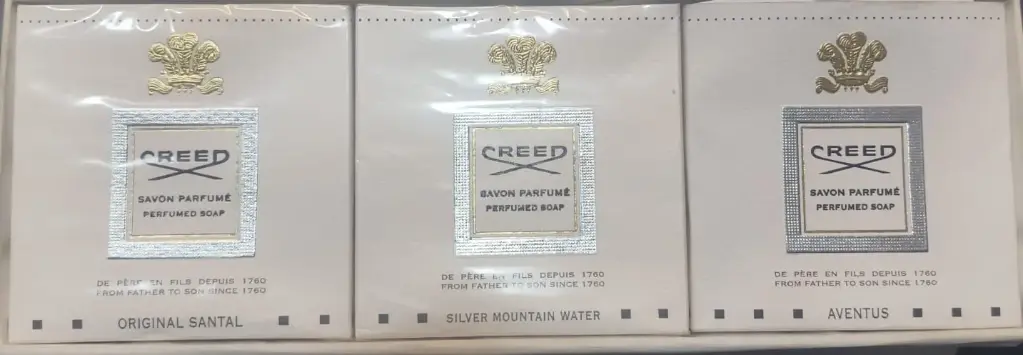 CREED
SAVON PARFUMÉ
PERFUMED SOAP
DE PÈRE EN FILS DEPUIS 1760
FROM FATHER TO SON SINCE 1760
ORIGINAL SANTAL
CREED
SAVON PARFUMÉ
PERFUMED SOAP
DE PÈRE EN FILS DEPUIS 1760
FROM FATHER TO SON SINCE 1760
SILVER MOUNTAIN WATER
CREED
SAVON PARFUMÉ
PERFUMED SOAP
DE PÈRE EN FILS DEPUIS 1760
FROM FATHER TO SON SINCE 1760
AVENTUS